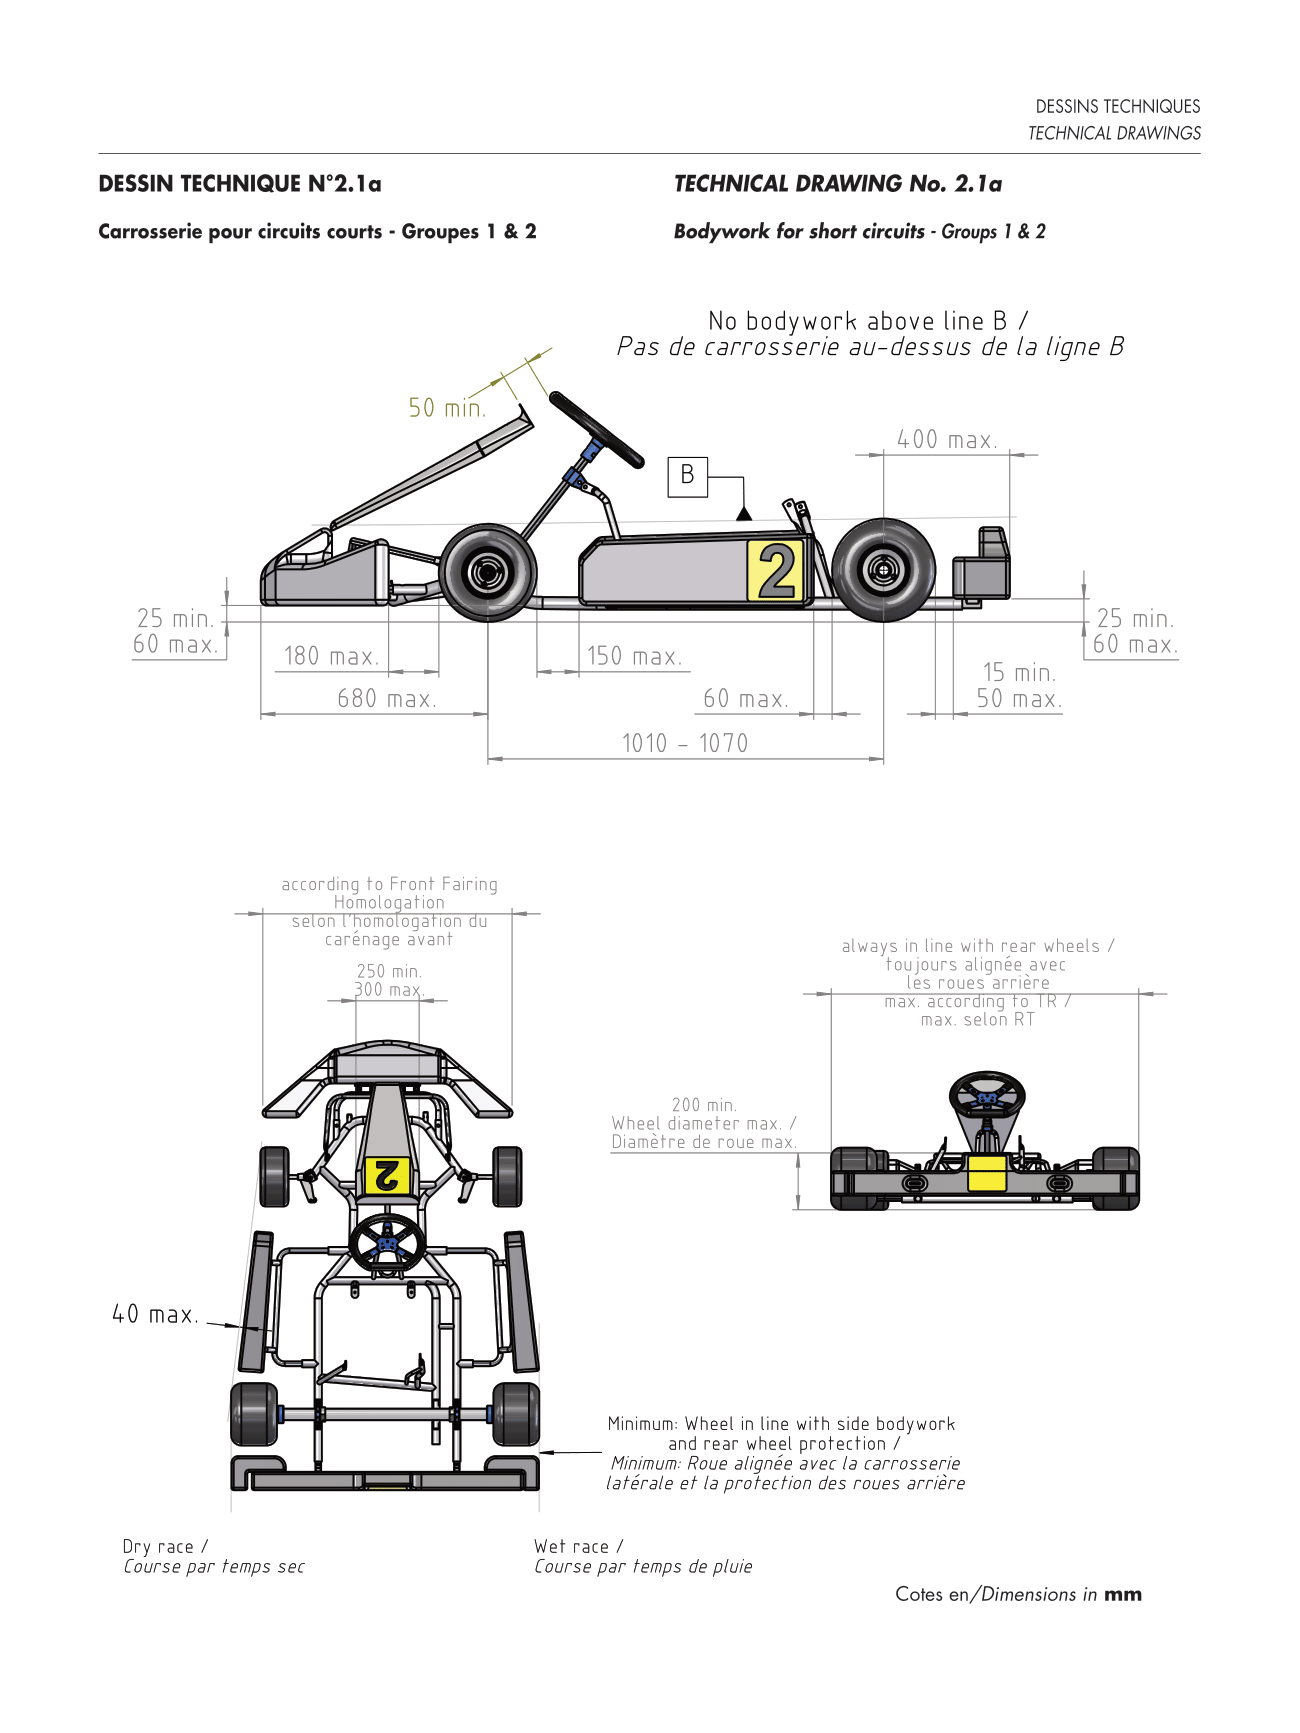 DESSINS TECHNIQUES
TECHNICAL DRAWINGS
DESSIN TECHNIQUE N°2.1a
TECHNICAL DRAWING No. 2.1a
Carrosserie pour circuits courts - Groupes 1 & 2
Bodywork for short circuits - Groups 1 & 2
No bodywork above line B /
Pas de carrosserie au-dessus de la ligne B
50 min.
400 max.
B
2
25 min.
60 max.
25 min.
60 max.
180 max.
150 max.
15 min.
50 max.
680 max.
60 max.
1010 - 1070
according to Front Fairing
Homologation
selon l'homologation du
carénage avant
250 min.
300 max.
always in line with rear wheels /
toujours alignée avec
les roues arrière
max. according to TR /
max. selon RT
200 min.
Wheel diameter max. /
Diamètre de roue max.
2
40 max.
Minimum: Wheel in line with side bodywork
and rear wheel protection /
Minimum: Roue alignée avec la carrosserie
latérale et la protection des roues arrière
Dry race /
Course par temps sec
Wet race /
Course par temps de pluie
Cotes en/Dimensions in mm